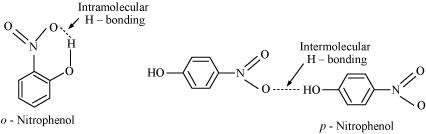 Intramolecular
H – bonding
O
N
O
H
O
o - Nitrophenol
HO
N
O
O
Intermolecular
H – bonding
HO
N
O
O
p - Nitrophenol